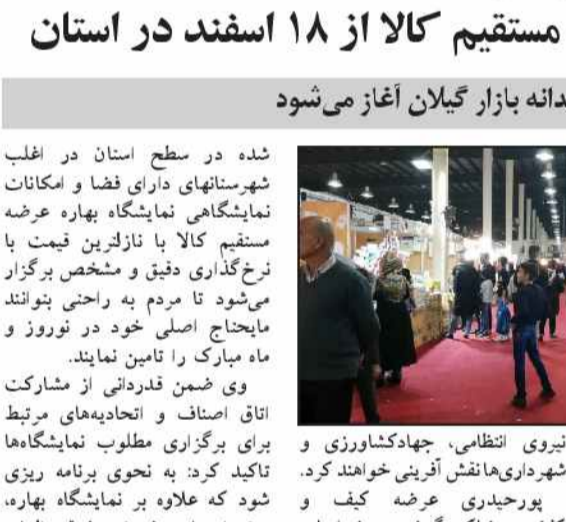 مستقیم کالا از ۱۸ اسفند در استان
دانه بازار گیلان آغاز می‌شود
نیروی انتظامی، جهادکشاورزی و
شهرداری‌ها نقش آفرینی خواهند کرد.
پورحیدری عرضه کیف و
شده در سطح استان در اغلب
شهرستانهای دارای فضا و امکانات
نمایشگاهی نمایشگاه بهاره عرضه
مستقیم کالا با نازلترین قیمت با
نرخ‌گذاری دقیق و مشخص برگزار
می‌شود تا مردم به راحتی بتوانند
مایحتاج اصلی خود در نوروز و
ماه مبارک را تامین نمایند.
وی ضمن قدردانی از مشارکت
اتاق اصناف و اتحادیه‌های مرتبط
برای برگزاری مطلوب نمایشگاه‌ها
تاکید کرد: به نحوی برنامه ریزی
شود که علاوه بر نمایشگاه بهاره،